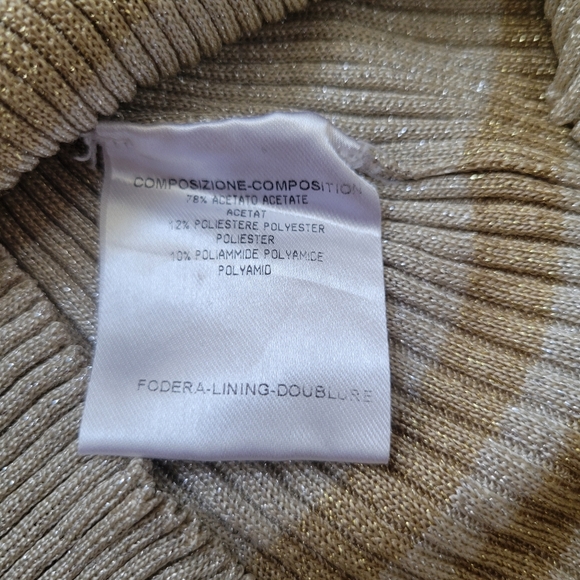 COMPOSIZIONE-COMPOSITION
78% ACETATO ACETATE
ACETAT
12% POLIESTERE POLYESTER
POLIESTER
10% POLIAMMIDE POLYAMIDE
POLYAMID
FODERA-LINING-DOUBLURE